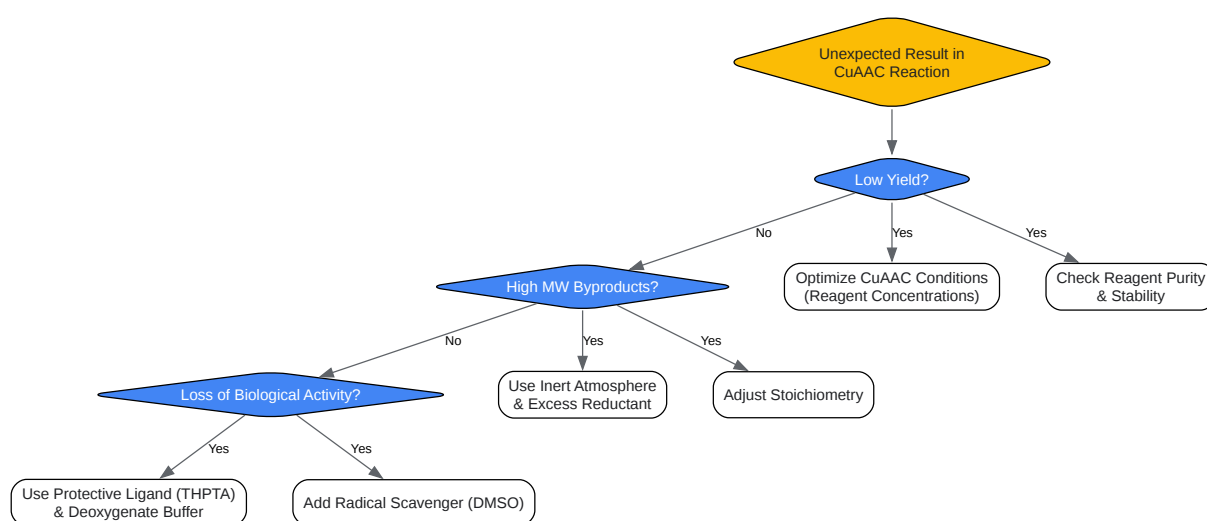 Unexpected Result in
CuAAC Reaction
Low Yield?
No
Yes
Yes
High MW Byproducts?
Optimize CuAAC Conditions
(Reagent Concentrations)
Check Reagent Purity
& Stability
No
Yes
Yes
Loss of Biological Activity?
Use Inert Atmosphere
& Excess Reductant
Adjust Stoichiometry
Yes
Yes
Use Protective Ligand (THPTA)
& Deoxygenate Buffer
Add Radical Scavenger (DMSO)